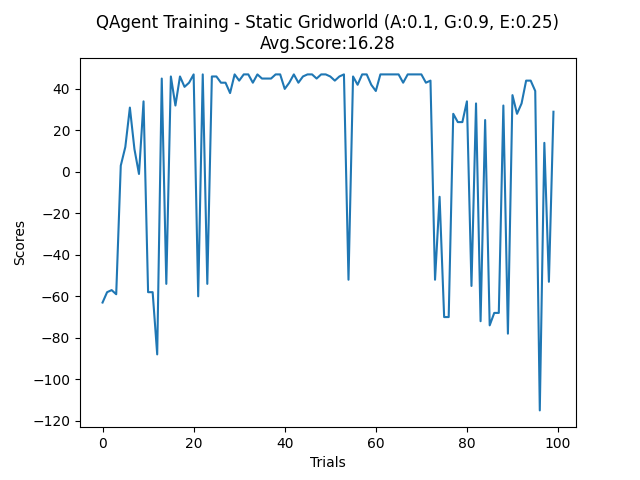 QAgent Training - Static Gridworld (A:0.1, G:0.9, E:0.25)
Avg.Score:16.28
40
20
0
−20
−40
−60
−80
−100
−120
Scores
0 20 40 60 80 100
Trials